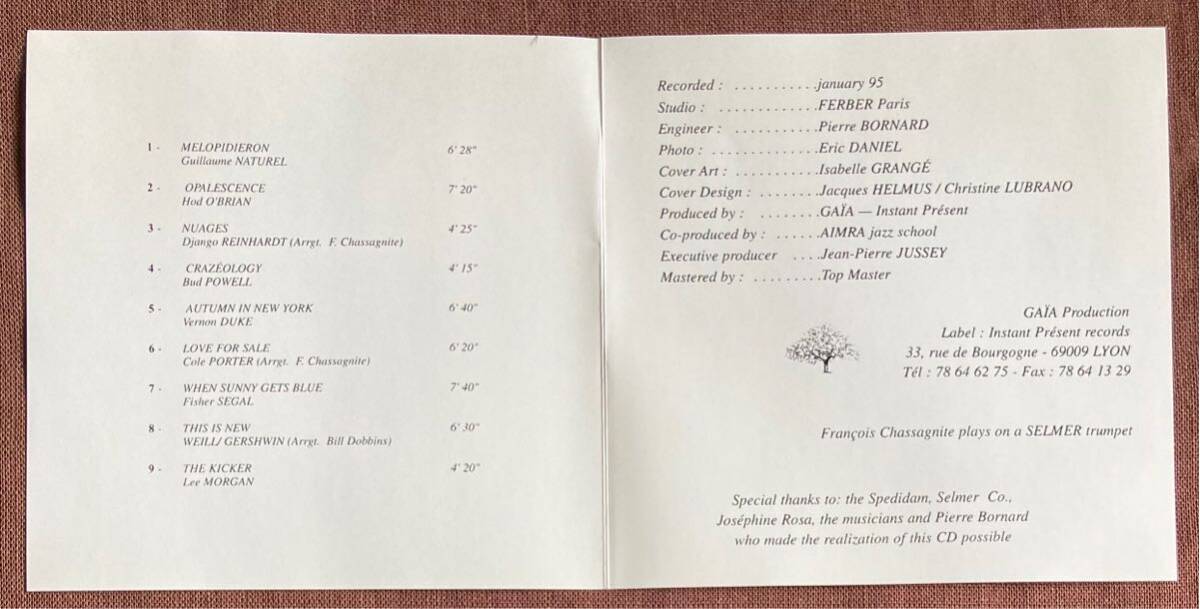 1 - MELOPIDIERON 6' 28"
Guillaume NATUREL
2 - OPALESCENCE 7' 20"
Hod O'BRIAN
3 - NUAGES 4' 25"
Django REINHARDT (Arrgt. F. Chassagnite)
4 - CRAZÉOLOGY 4' 15"
Bud POWELL
5 - AUTUMN IN NEW YORK 6' 40"
Vernon DUKE
6 - LOVE FOR SALE 6' 20"
Cole PORTER (Arrgt. F. Chassagnite)
7 - WHEN SUNNY GETS BLUE 7' 40"
Fisher SEGAL
8 - THIS IS NEW 6' 30"
WEILL/ GERSHWIN (Arrgt. Bill Dobbins)
9 - THE KICKER 4' 20"
Lee MORGAN
Recorded : ...........january 95
Studio : .............FERBER Paris
Engineer : ...........Pierre BORNARD
Photo : ..............Eric DANIEL
Cover Art : ...........Isabelle GRANGÉ
Cover Design : ........Jacques HELMUS / Christine LUBRANO
Produced by : ........GAÏA — Instant Présent
Co-produced by : ......AIMRA jazz school
Executive producer ....Jean-Pierre JUSSEY
Mastered by : .........Top Master
GAÏA Production
Label : Instant Présent records
33, rue de Bourgogne - 69009 LYON
Tél : 78 64 62 75 - Fax : 78 64 13 29
François Chassagnite plays on a SELMER trumpet
Special thanks to: the Spedidam, Selmer Co.,
Joséphine Rosa, the musicians and Pierre Bornard
who made the realization of this CD possible